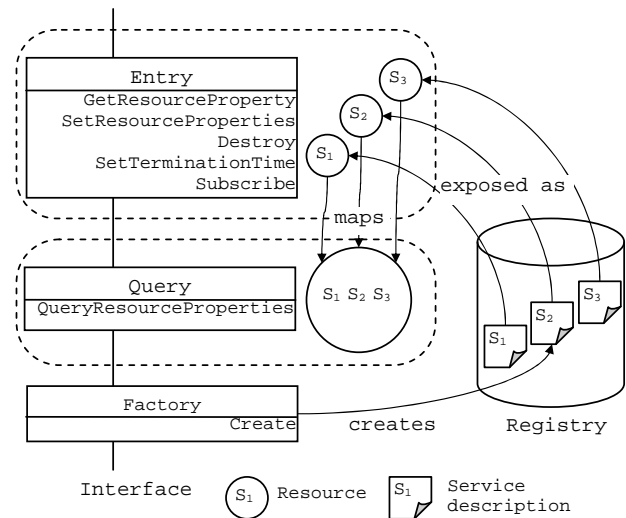 Entry
GetResourceProperty
SetResourceProperties
Destroy
SetTerminationTime
Subscribe
S3
S2
S1
exposed as
maps
Query
QueryResourceProperties
S1 S2 S3
S1
S2
S3
Factory
Create
creates
Registry
Interface
S1
Resource
S1
Service
description